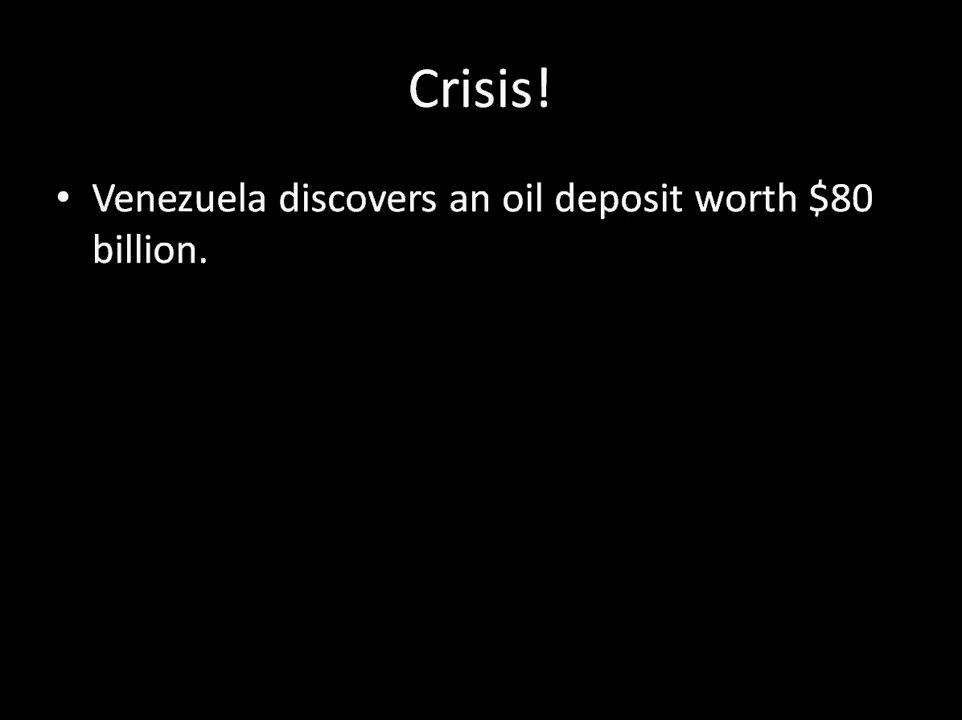 Crisis!
• Venezuela discovers an oil deposit worth $80
billion.